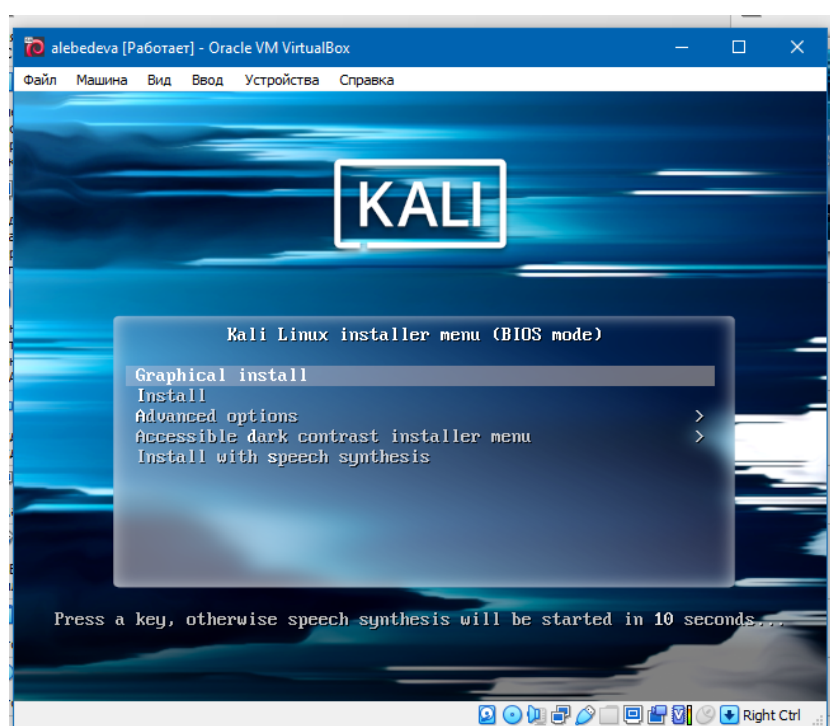 alebedeva [Работает] - Oracle VM VirtualBox
Файл Машина Вид Ввод Устройства Справка
KALI
Kali Linux installer menu (BIOS mode)
Graphical install
Install
Advanced options >
Accessible dark contrast installer menu >
Install with speech synthesis
Press a key, otherwise speech synthesis will be started in 10 seconds...
Right Ctrl